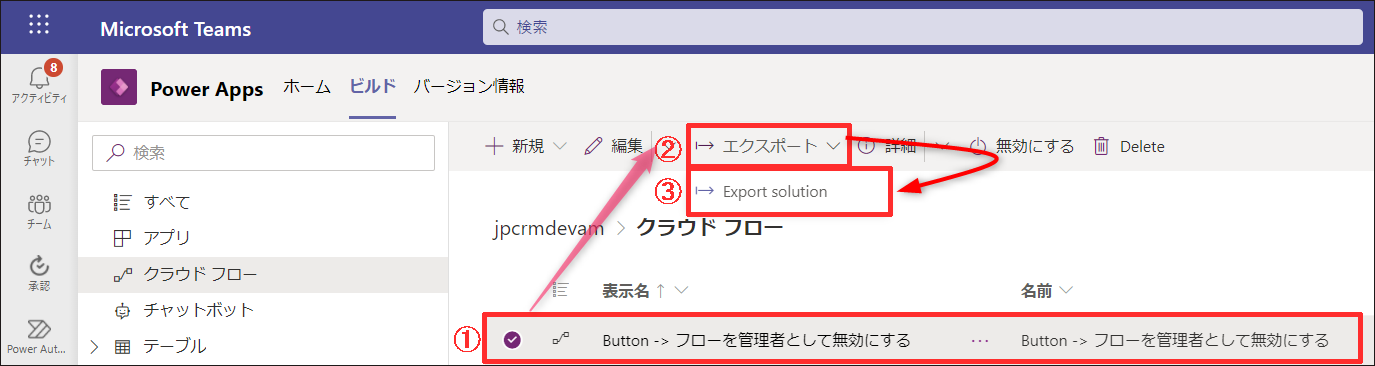 Microsoft Teams
検索
8
アクティビティ
チャット
チーム
承認
Power Aut...
Power Apps ホーム ビルド バージョン情報
検索
すべて
アプリ
クラウド フロー
チャットボット
テーブル
新規 編集 ② エクスポート 詳細 無効にする Delete
③ Export solution
jpcrmdevam > クラウド フロー
表示名 ↑ 名前
① Button -> フローを管理者として無効にする ... Button -> フローを管理者として無効にする